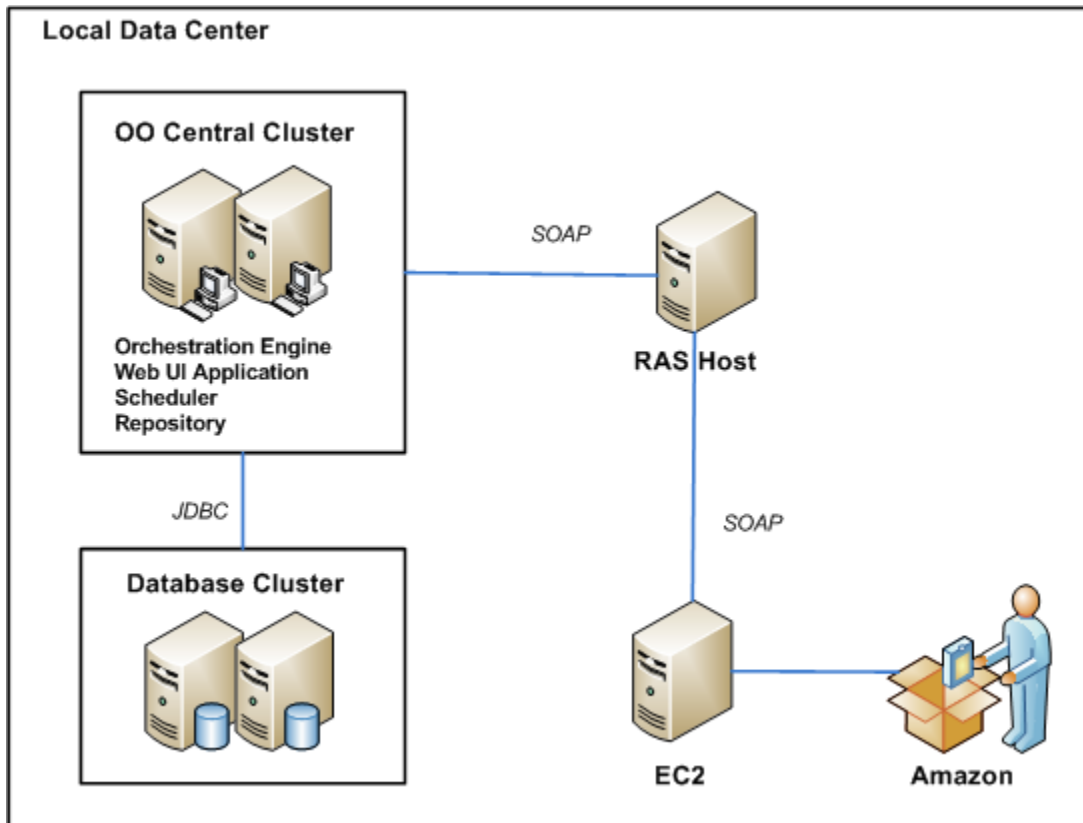 Local Data Center
OO Central Cluster
SOAP
Orchestration Engine
Web UI Application
Scheduler
Repository
RAS Host
JDBC
SOAP
Database Cluster
EC2
Amazon